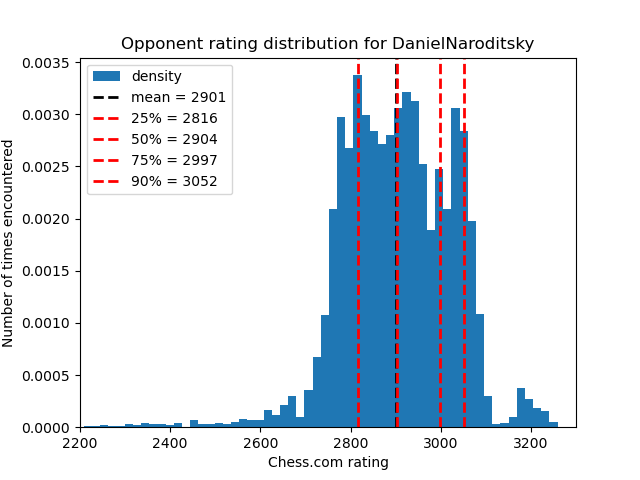 Opponent rating distribution for DanielNaroditsky
density
mean = 2901
25% = 2816
50% = 2904
75% = 2997
90% = 3052
Number of times encountered
0.0035
0.0030
0.0025
0.0020
0.0015
0.0010
0.0005
0.0000
2200 2400 2600 2800 3000 3200
Chess.com rating